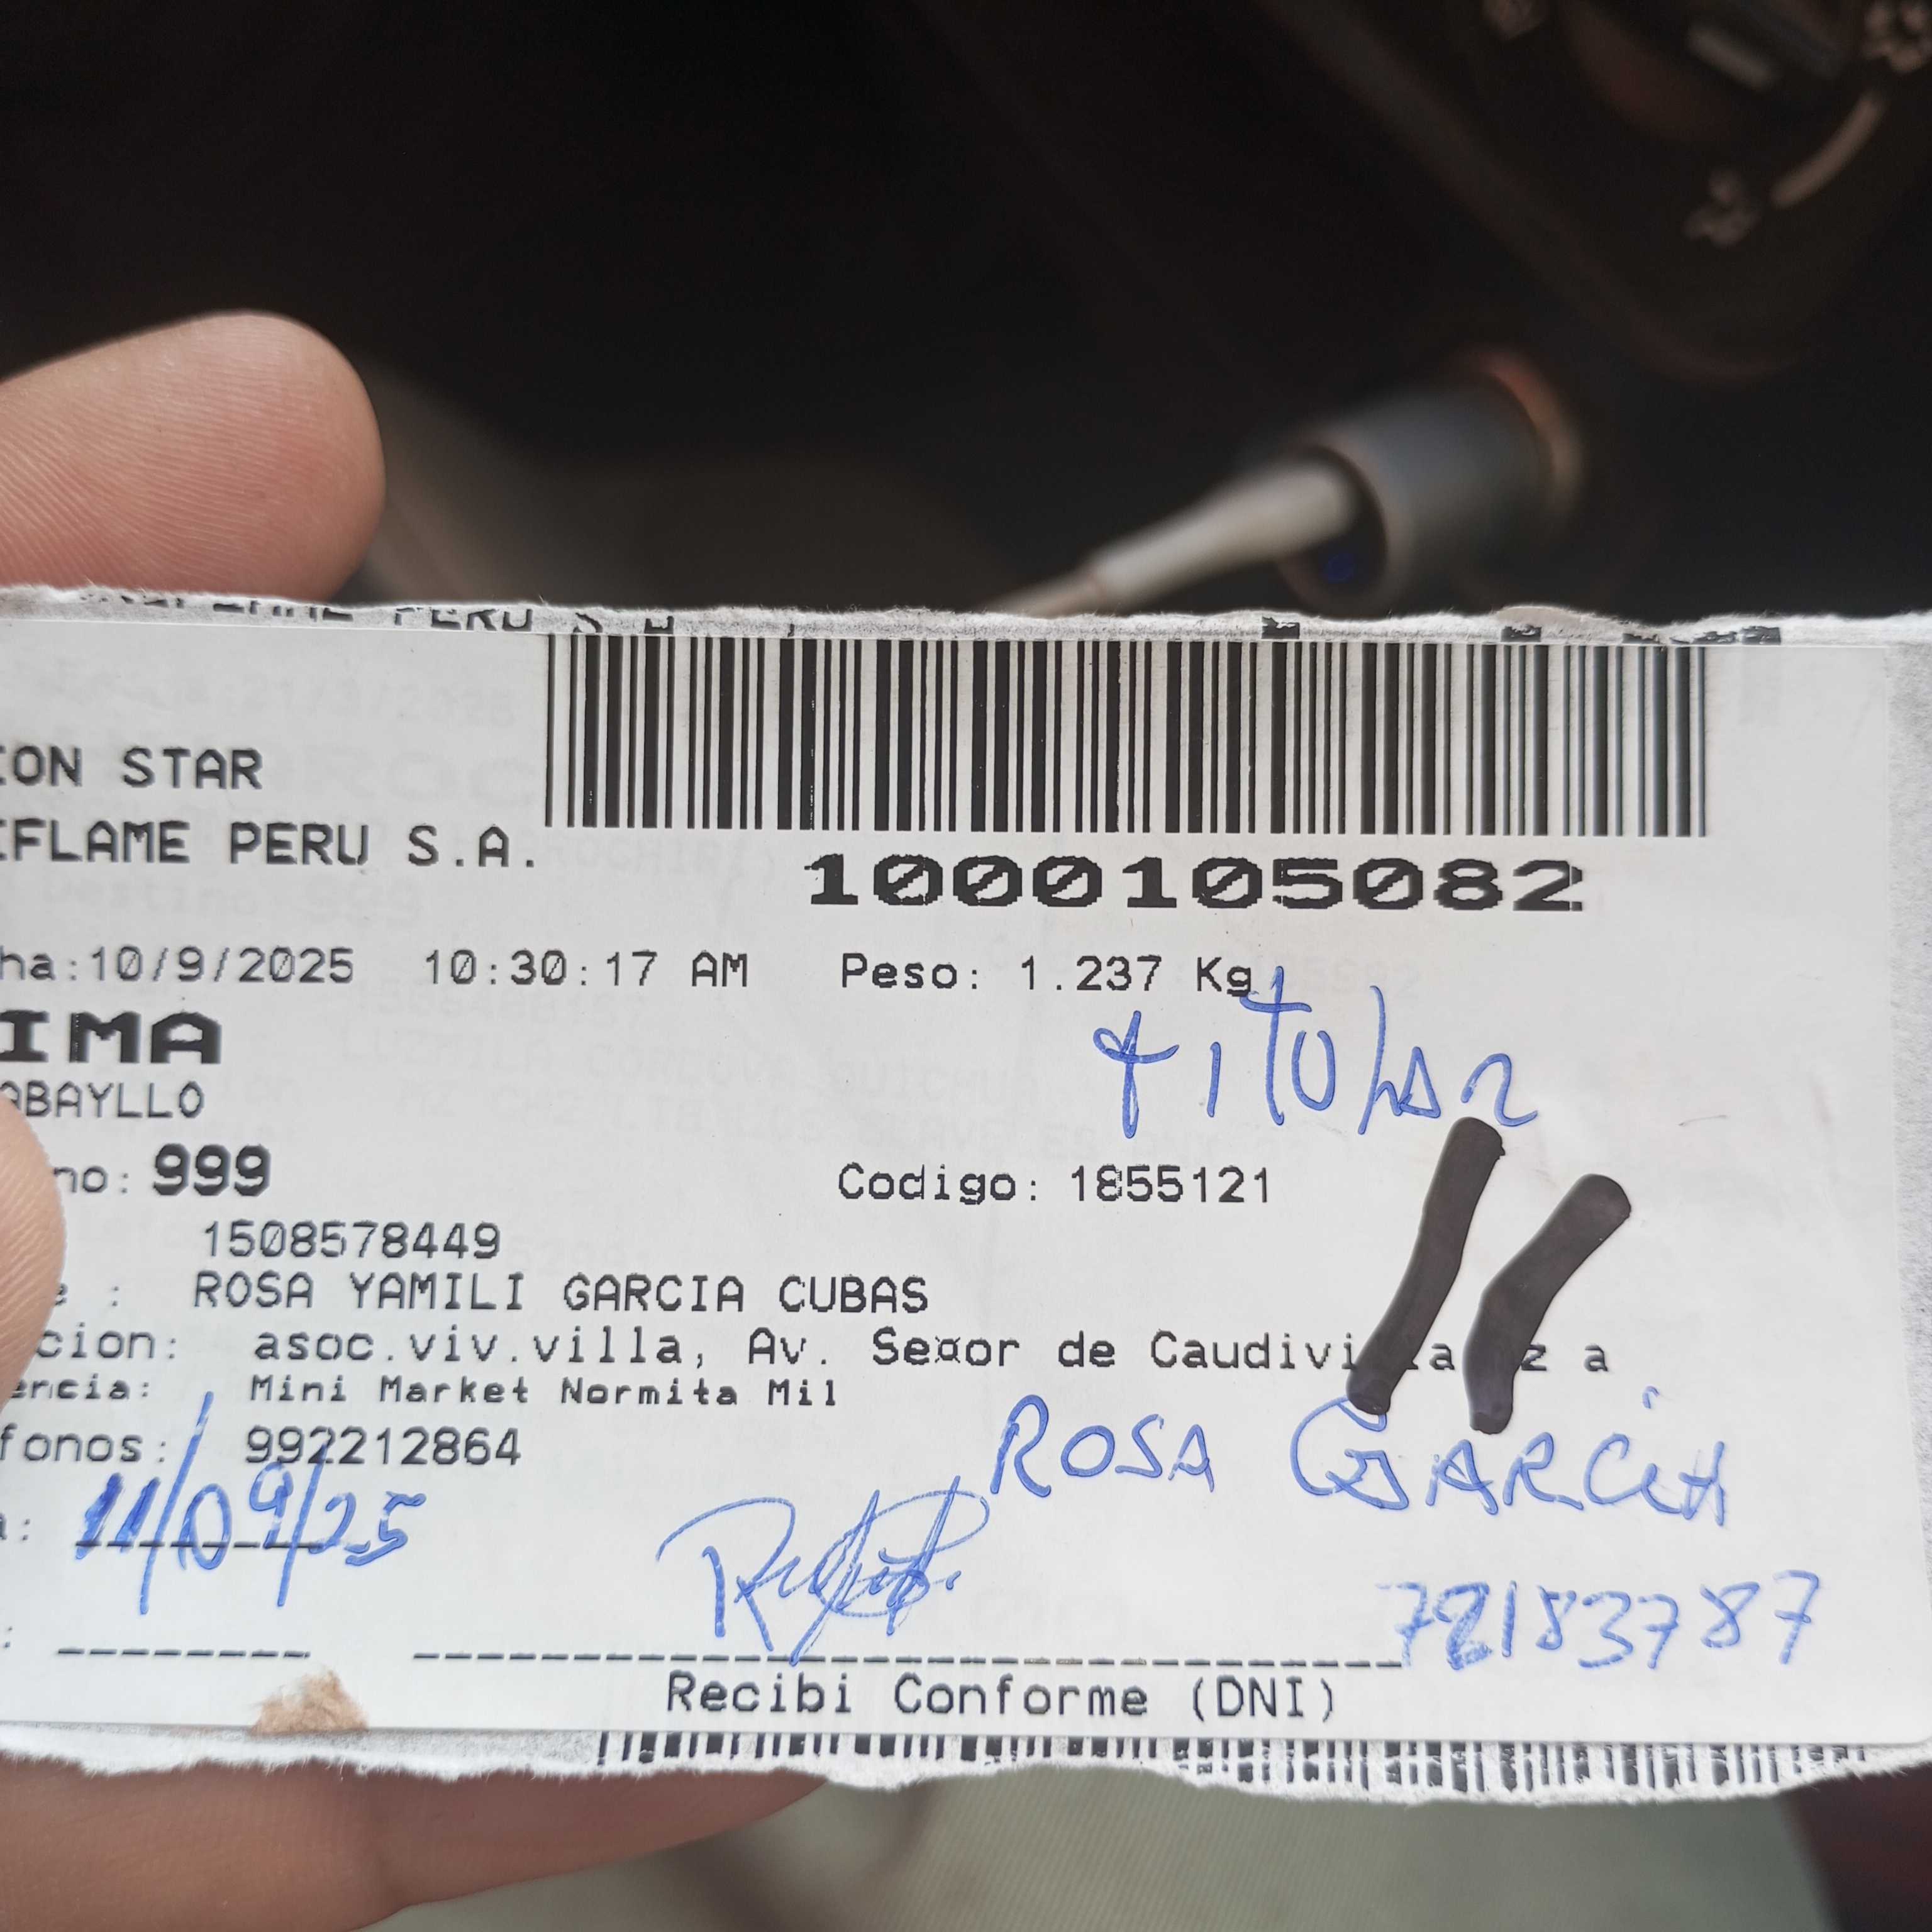 PERU S
ION STAR
IFLAME PERU S.A.
1000105082
ha:10/9/2025 10:30:17 AM Peso: 1.237 Kg
IMA
titular
ABAYLLO
no: 999 Codigo: 1855121
1508578449
e : ROSA YAMILI GARCIA CUBAS
cion: asoc.viv.villa, Av. Se¤or de Caudivi la z a
encia: Mini Market Normita Mil
fonos: 992212864
ROSA GARCIA
a: 11/09/25
72183787
Recibi Conforme (DNI)